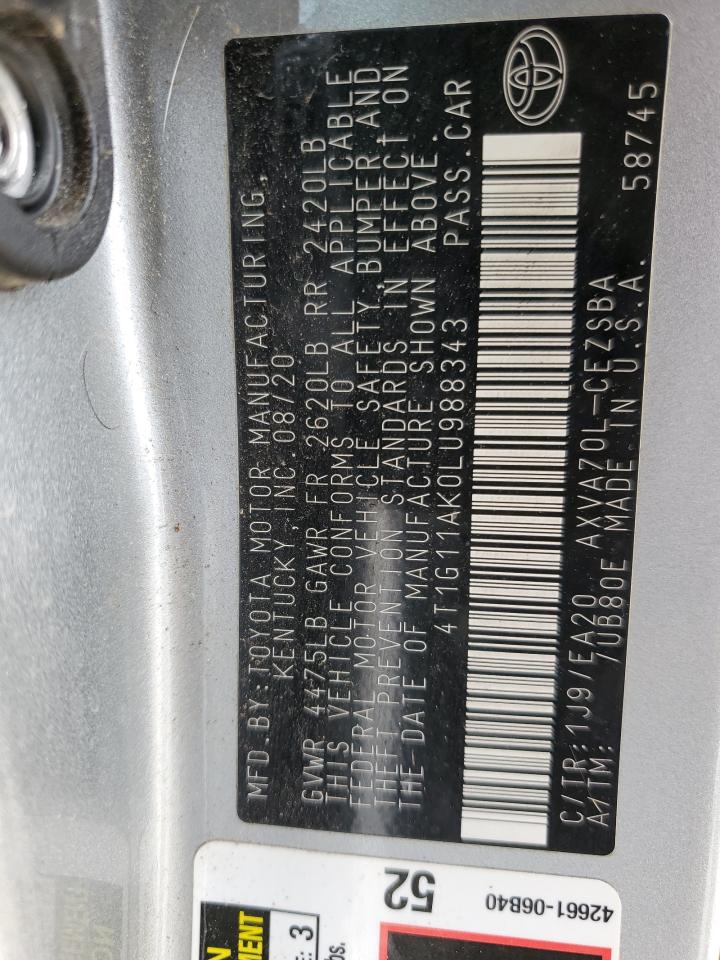 MFD.BY:TOYOTA MOTOR MANUFACTURING,
KENTUCKY, INC. 08/20
GVWR 4475LB GAWR FR 2620LB RR 2420LB
THIS VEHICLE CONFORMS TO ALL APPLICABLE
FEDERAL MOTOR VEHICLE SAFETY, BUMPER AND
THEFT PREVENTION STANDARDS IN EFFECT ON
THE DATE OF MANUFACTURE SHOWN ABOVE.
4T1G11AK0LU988343 PASS.CAR
C/TR:1J9/EA20 AXVA70L-CEZSBA
A/TM: /UB80E MADE IN U.S.A. 58745
52
42661-06B40
3